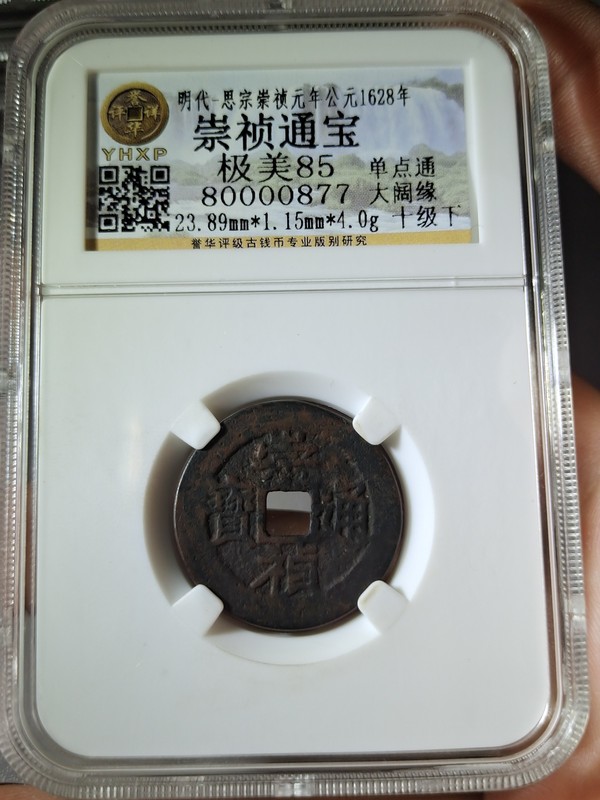 明代-思宗崇祯元年公元1628年
崇祯通宝
极美85 单点通
80000877 大阔缘
23.89mm*1.15mm*4.0g 十级下
誉华评级古钱币专业版别研究
YHXP
崇
寶 通
禎